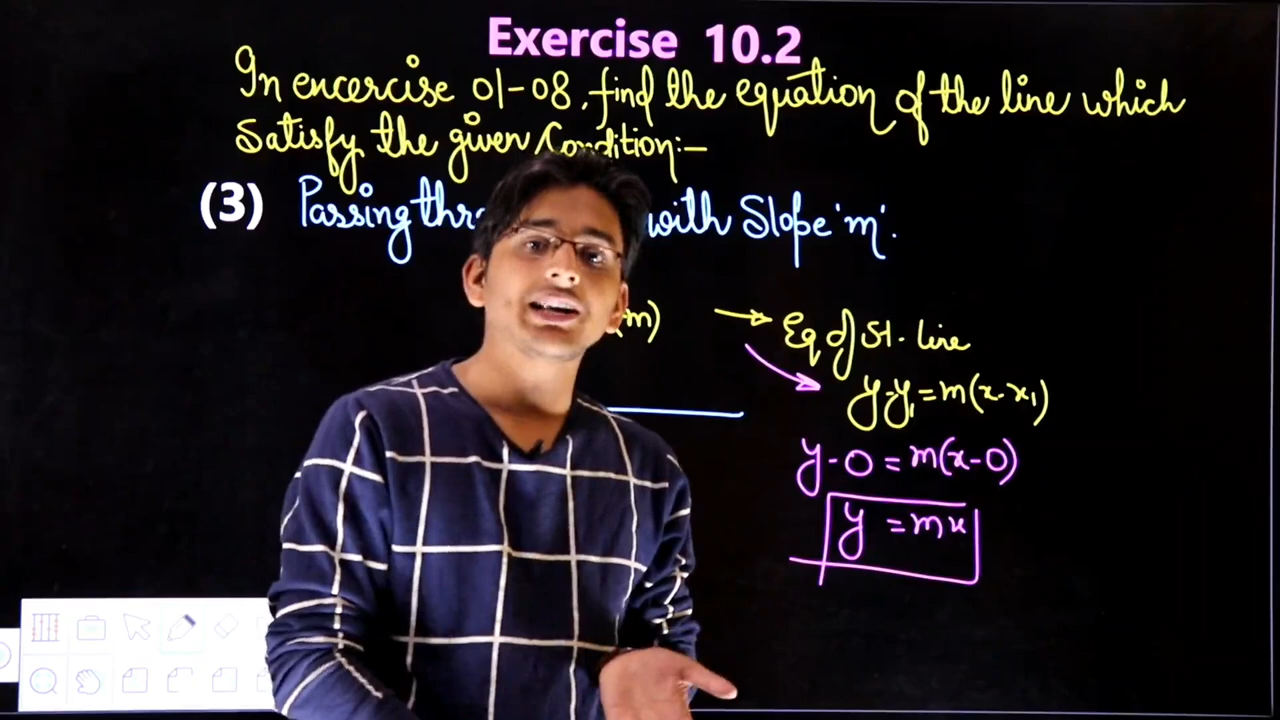 Exercise 10.2
In encercise 01-08, find the equation of the line which
Satisfy the given Condition:-
(3) Passing with Slope 'm'.
m)
Eq of St. line
y-y₁=m(x-x₁)
y-0=m(x-0)
y =mx